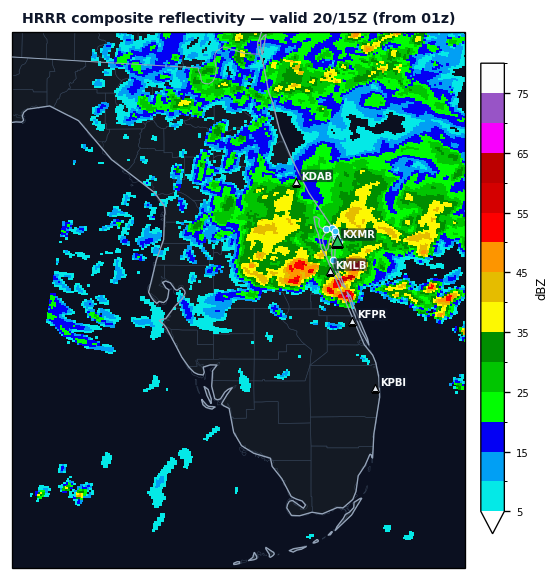 HRRR composite reflectivity — valid 20/15Z (from 01z)
KDAB
KXMR
KMLB
KFPR
KPBI
75
65
55
45
35
25
15
5
dBZ